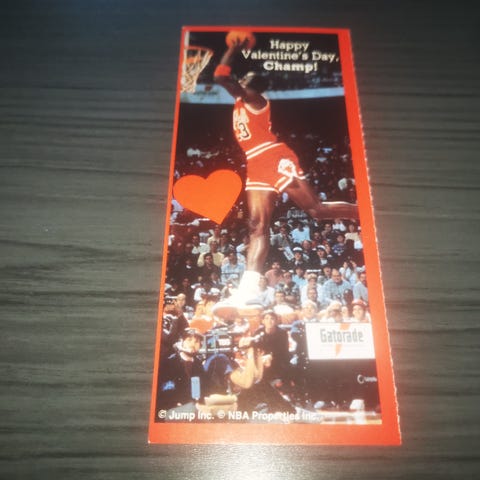 Happy
Valentine's Day,
Champ!
Gatorade
© Jump Inc. © NBA Properties Inc.